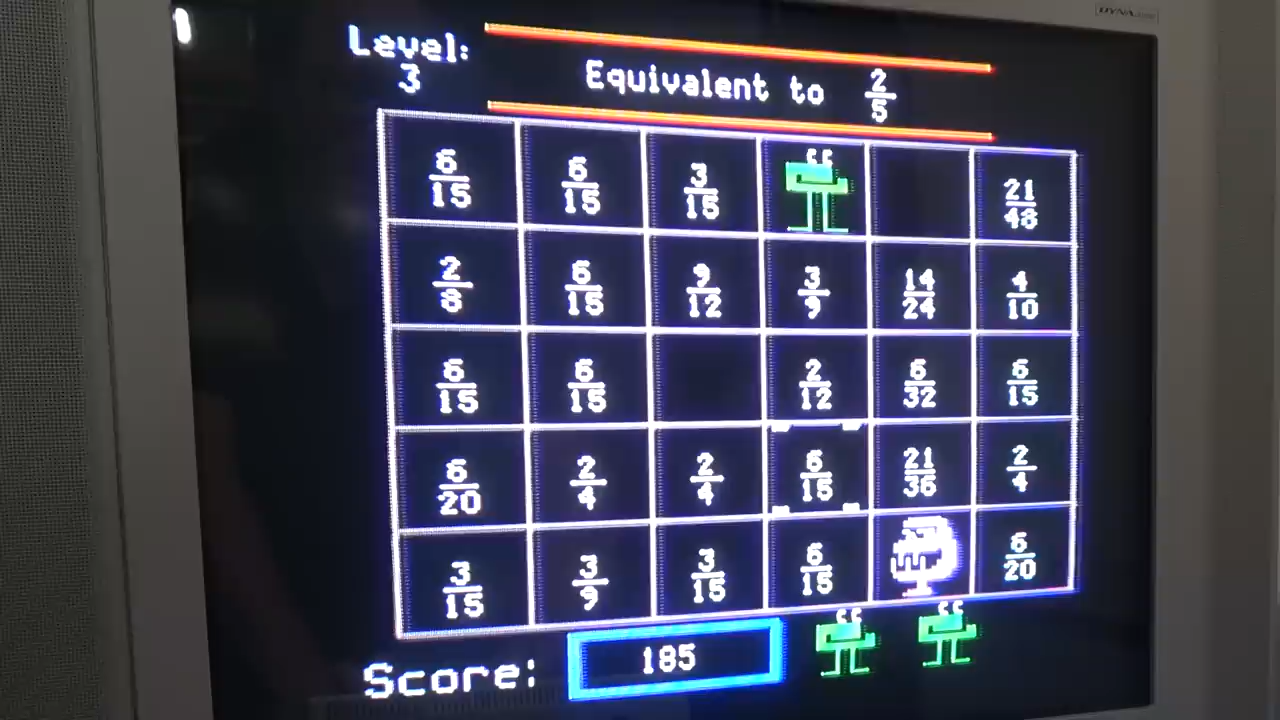 DYNA
Level:
3
Equivalent to 2/5
6/15 6/15 3/15 21/48
2/8 6/15 9/12 3/9 14/24 4/10
6/15 6/15 2/12 6/32 6/15
6/20 2/4 2/4 6/15 21/36 2/4
3/15 3/9 3/15 6/15 6/20
Score: 185